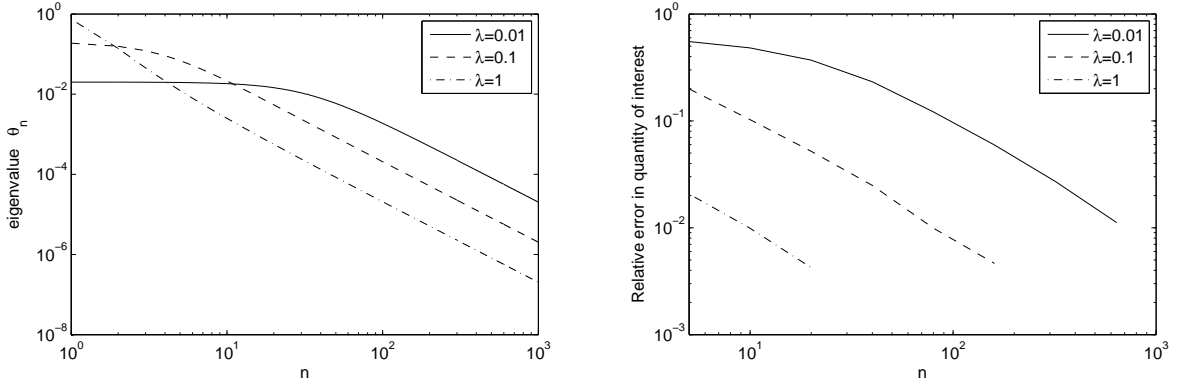 10^0
10^−2
10^−4
10^−6
10^−8
eigenvalue θ_n
10^0
10^1
10^2
10^3
n
λ=0.01
λ=0.1
λ=1
10^0
10^−1
10^−2
10^−3
Relative error in quantity of interest
10^1
10^2
10^3
n
λ=0.01
λ=0.1
λ=1